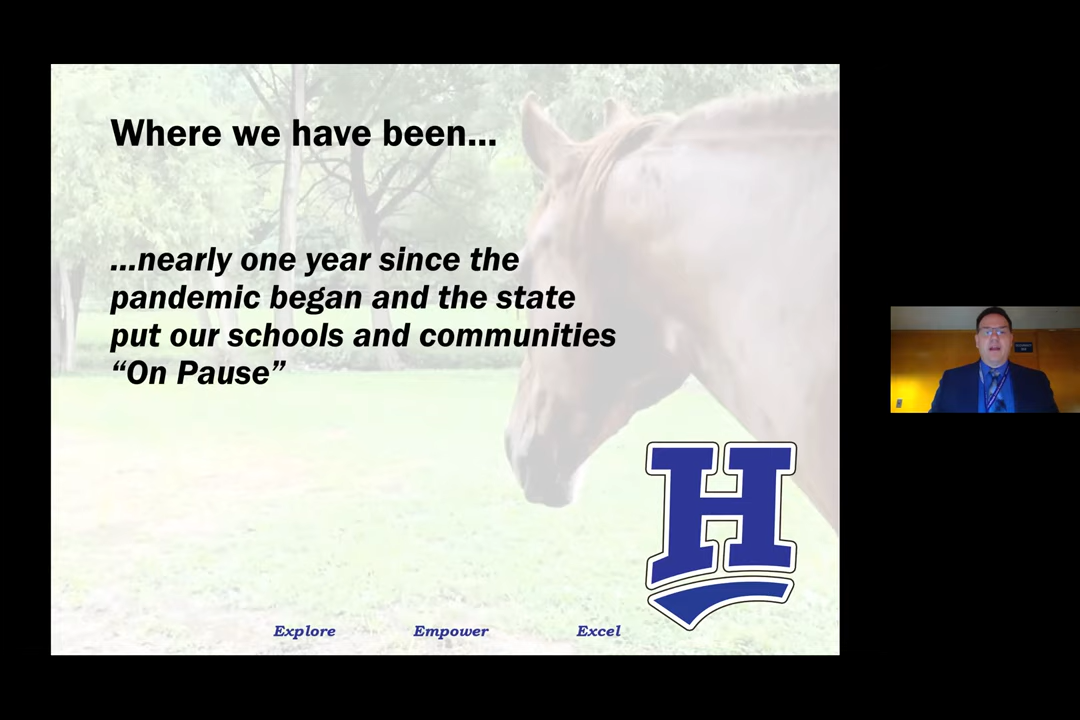 Where we have been...
...nearly one year since the
pandemic began and the state
put our schools and communities
“On Pause”
H
Explore Empower Excel